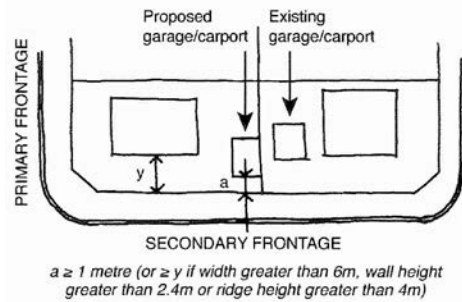 Proposed
garage/carport
Existing
garage/carport
PRIMARY FRONTAGE
y
a
SECONDARY FRONTAGE
a ≥ 1 metre (or ≥ y if width greater than 6m, wall height
greater than 2.4m or ridge height greater than 4m)